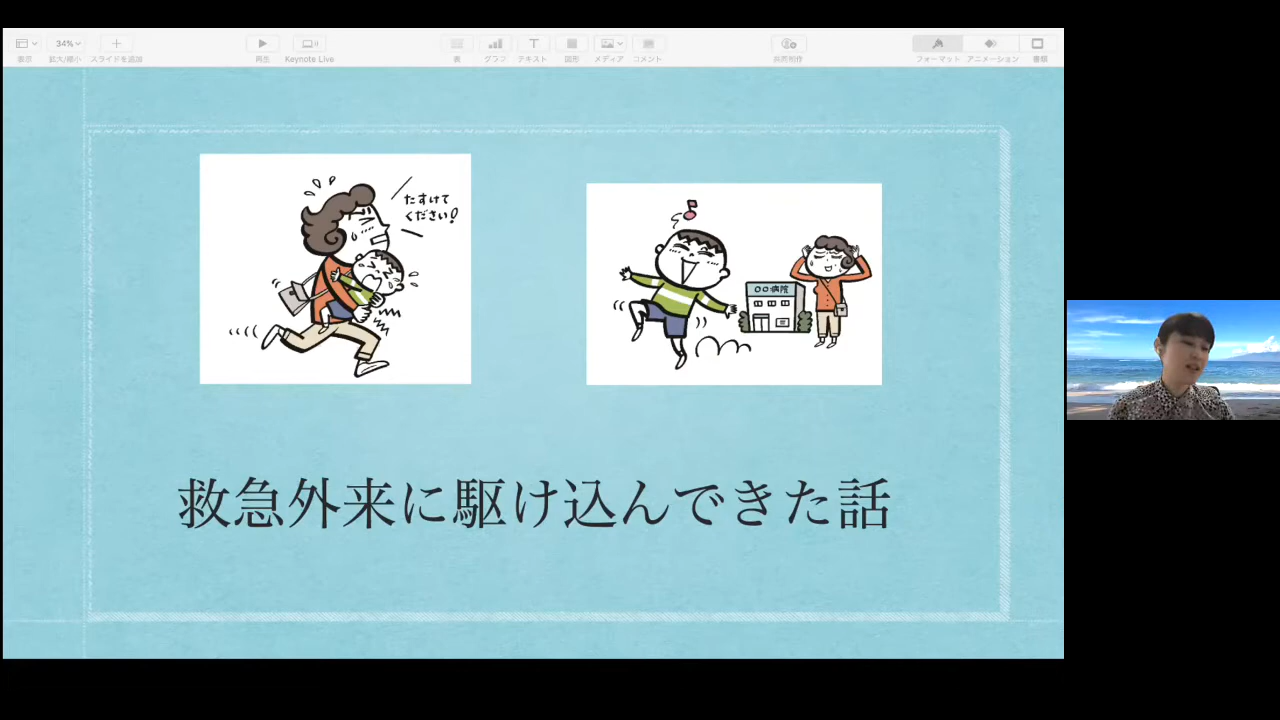 34%
表示
拡大/縮小
スライドを追加
再生
Keynote Live
表
グラフ
テキスト
図形
メディア
コメント
共同制作
フォーマット
アニメーション
書類
たすけて
ください!
〇〇病院
救急外来に駆け込んできた話